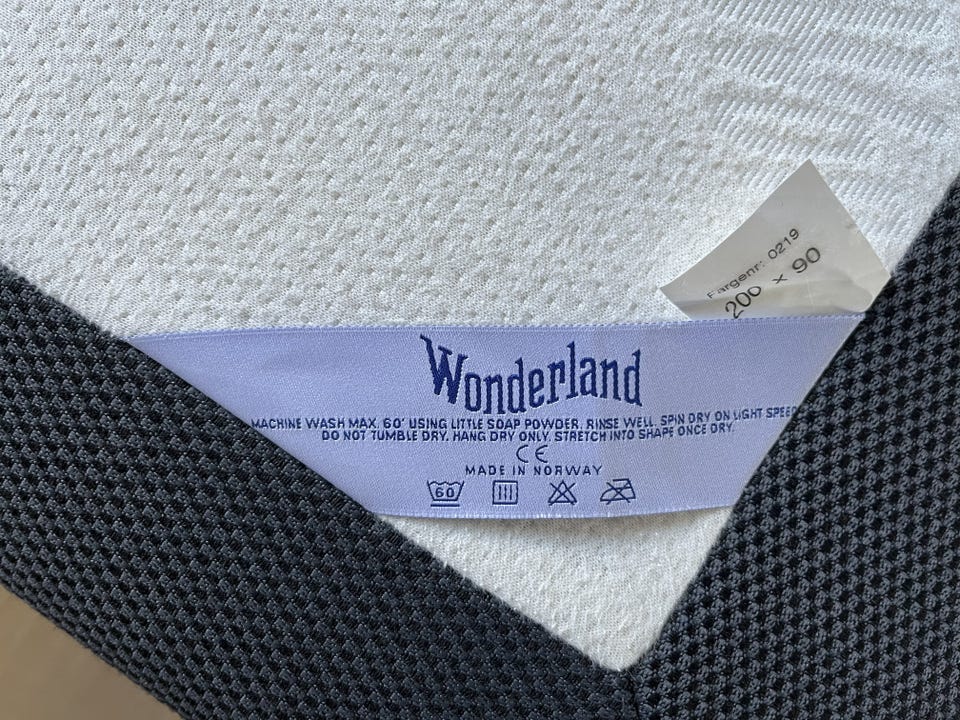 Fargenr: 0219
200 x 90
Wonderland
MACHINE WASH MAX. 60° USING LITTLE SOAP POWDER. RINSE WELL. SPIN DRY ON LIGHT SPEED
DO NOT TUMBLE DRY. HANG DRY ONLY. STRETCH INTO SHAPE ONCE DRY.
CE
MADE IN NORWAY
60